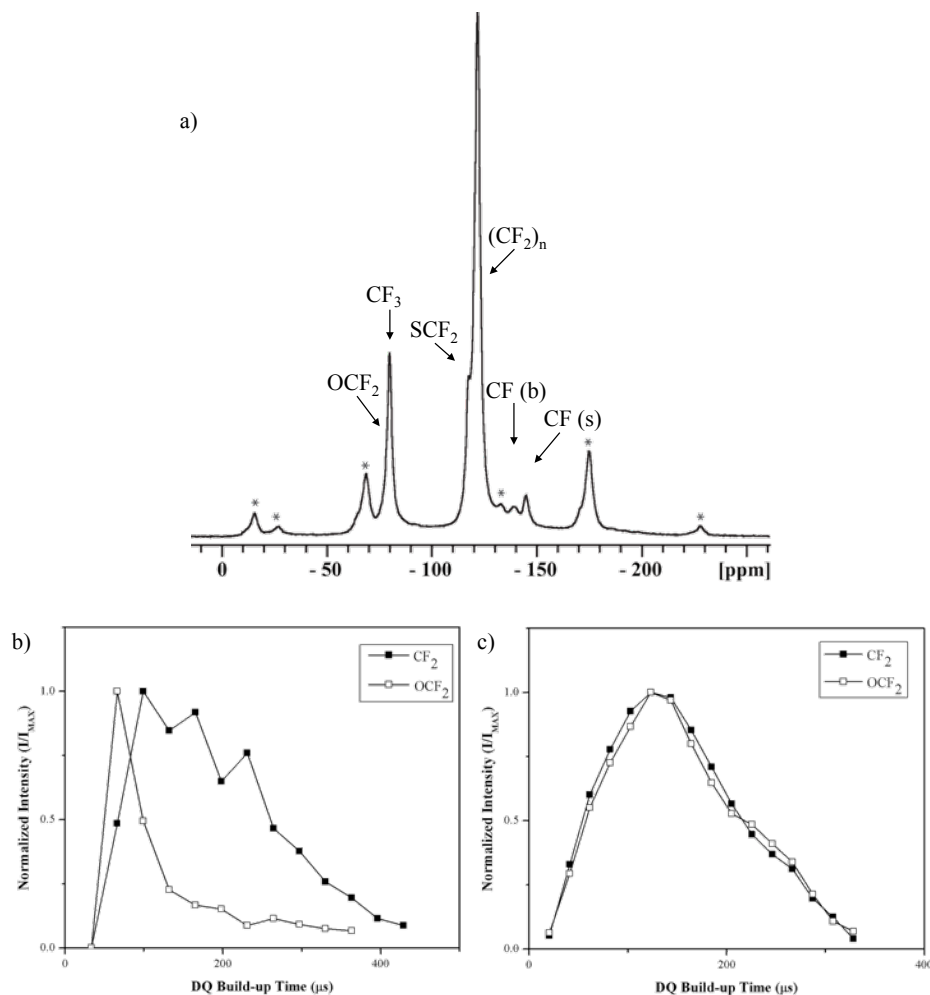 a)
(CF₂)ₙ
CF₃
SCF₂
OCF₂
CF (b)
CF (s)
* * * * * *
0 - 50 - 100 - 150 - 200 [ppm]
b)
CF₂
OCF₂
Normalized Intensity (I/I_MAX)
1.0
0.5
0.0
0 200 400
DQ Build-up Time (μs)
c)
CF₂
OCF₂
Normalized Intensity (I/I_MAX)
1.0
0.5
0.0
0 200 400
DQ Build-up Time (μs)